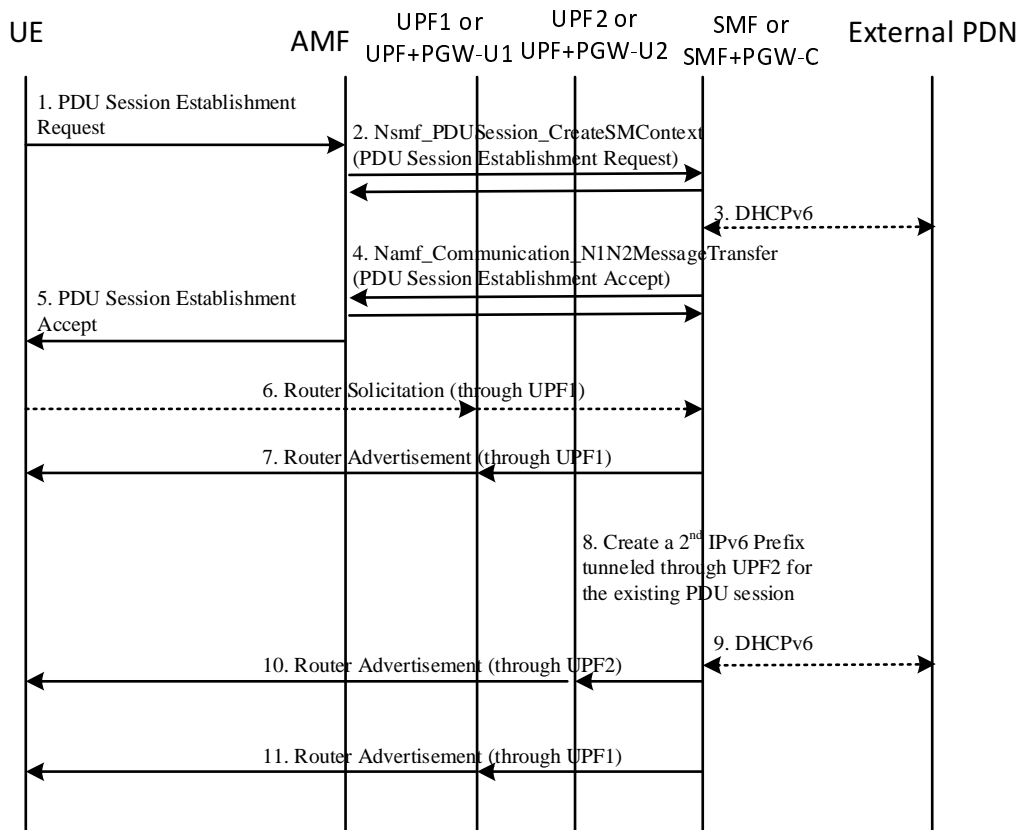 UE
AMF
UPF1 or
UPF+PGW-U1
UPF2 or
UPF+PGW-U2
SMF or
SMF+PGW-C
External PDN
1. PDU Session Establishment
Request
2. Nsmf_PDUSession_CreateSMContext
(PDU Session Establishment Request)
3. DHCPv6
4. Namf_Communication_N1N2MessageTransfer
(PDU Session Establishment Accept)
5. PDU Session Establishment
Accept
6. Router Solicitation (through UPF1)
7. Router Advertisement (through UPF1)
8. Create a 2nd IPv6 Prefix
tunneled through UPF2 for
the existing PDU session
9. DHCPv6
10. Router Advertisement (through UPF2)
11. Router Advertisement (through UPF1)